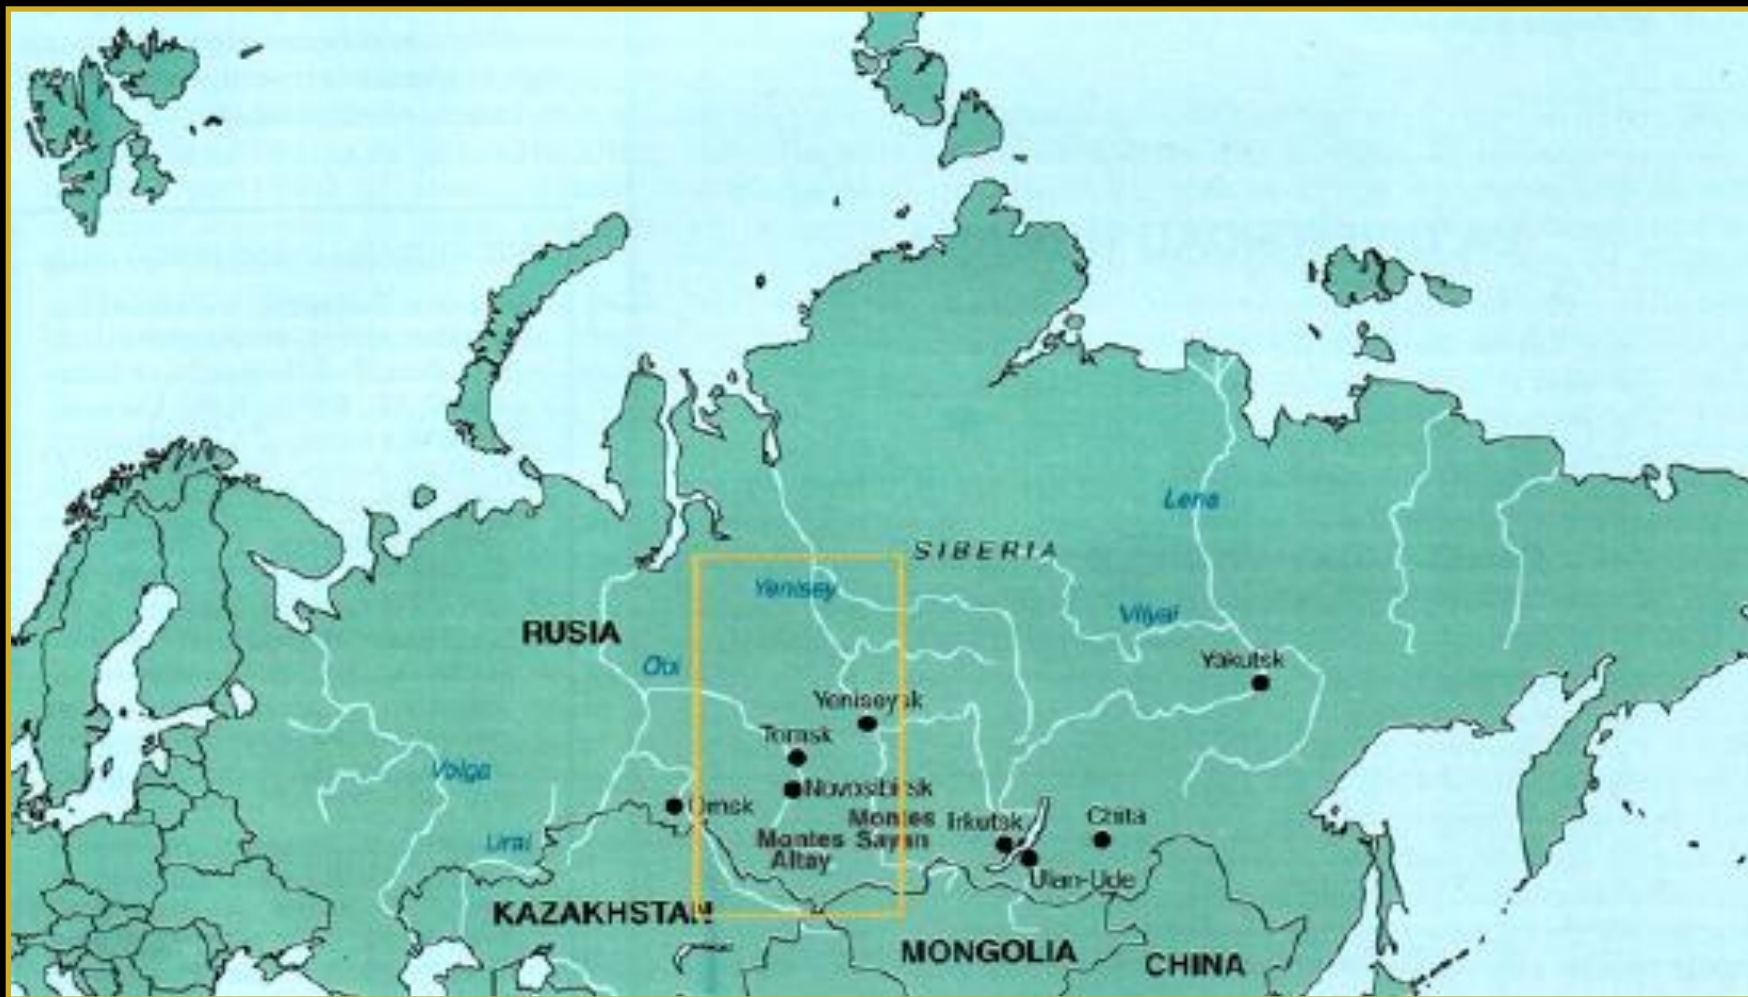 SIBERIA
Lena
Yenisey
Vilyai
RUSIA
Obi
Yakutsk
Yeniseysk
Tomsk
Volga
Novosibirsk
Omsk
Montes Sayan
Irkutsk
Chita
Montes
Altay
Ural
Ulan-Ude
KAZAKHSTAN
MONGOLIA
CHINA